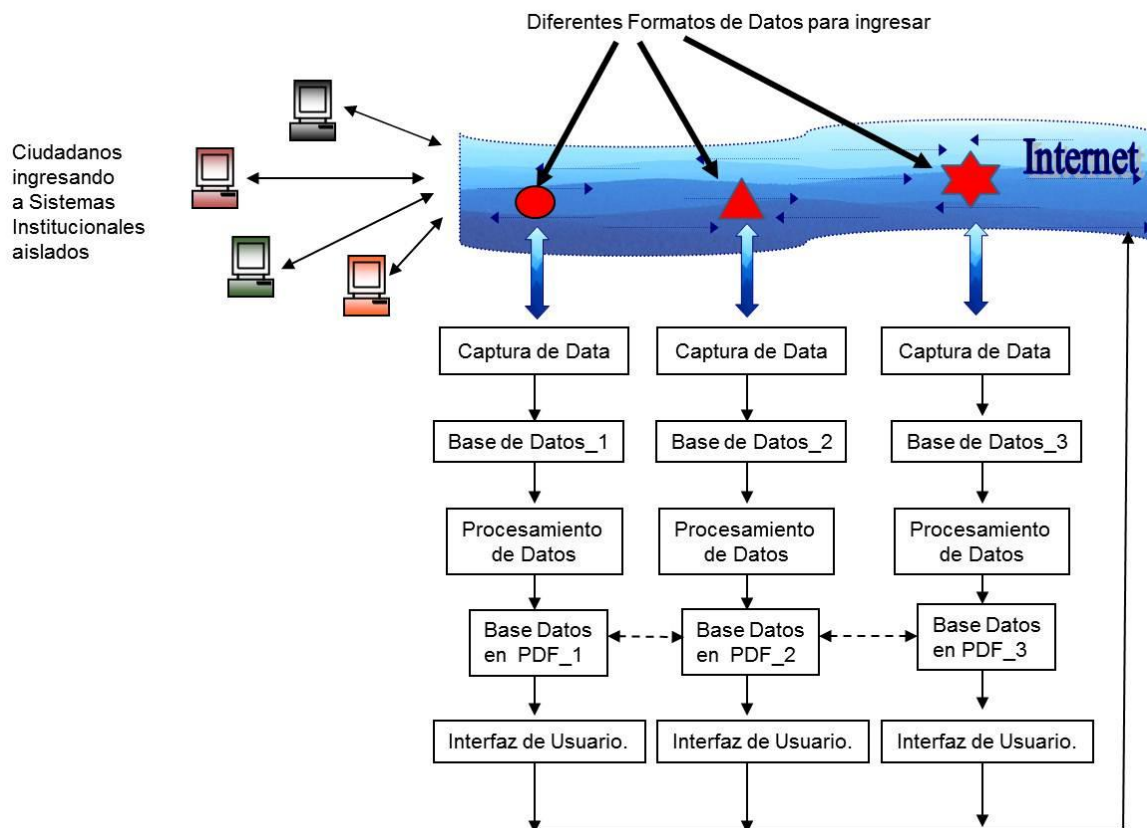 Diferentes Formatos de Datos para ingresar
Ciudadanos
ingresando
a Sistemas
Institucionales
aislados
Internet
Captura de Data
Captura de Data
Captura de Data
Base de Datos_1
Base de Datos_2
Base de Datos_3
Procesamiento
de Datos
Procesamiento
de Datos
Procesamiento
de Datos
Base Datos
en PDF_1
Base Datos
en PDF_2
Base Datos
en PDF_3
Interfaz de Usuario.
Interfaz de Usuario.
Interfaz de Usuario.